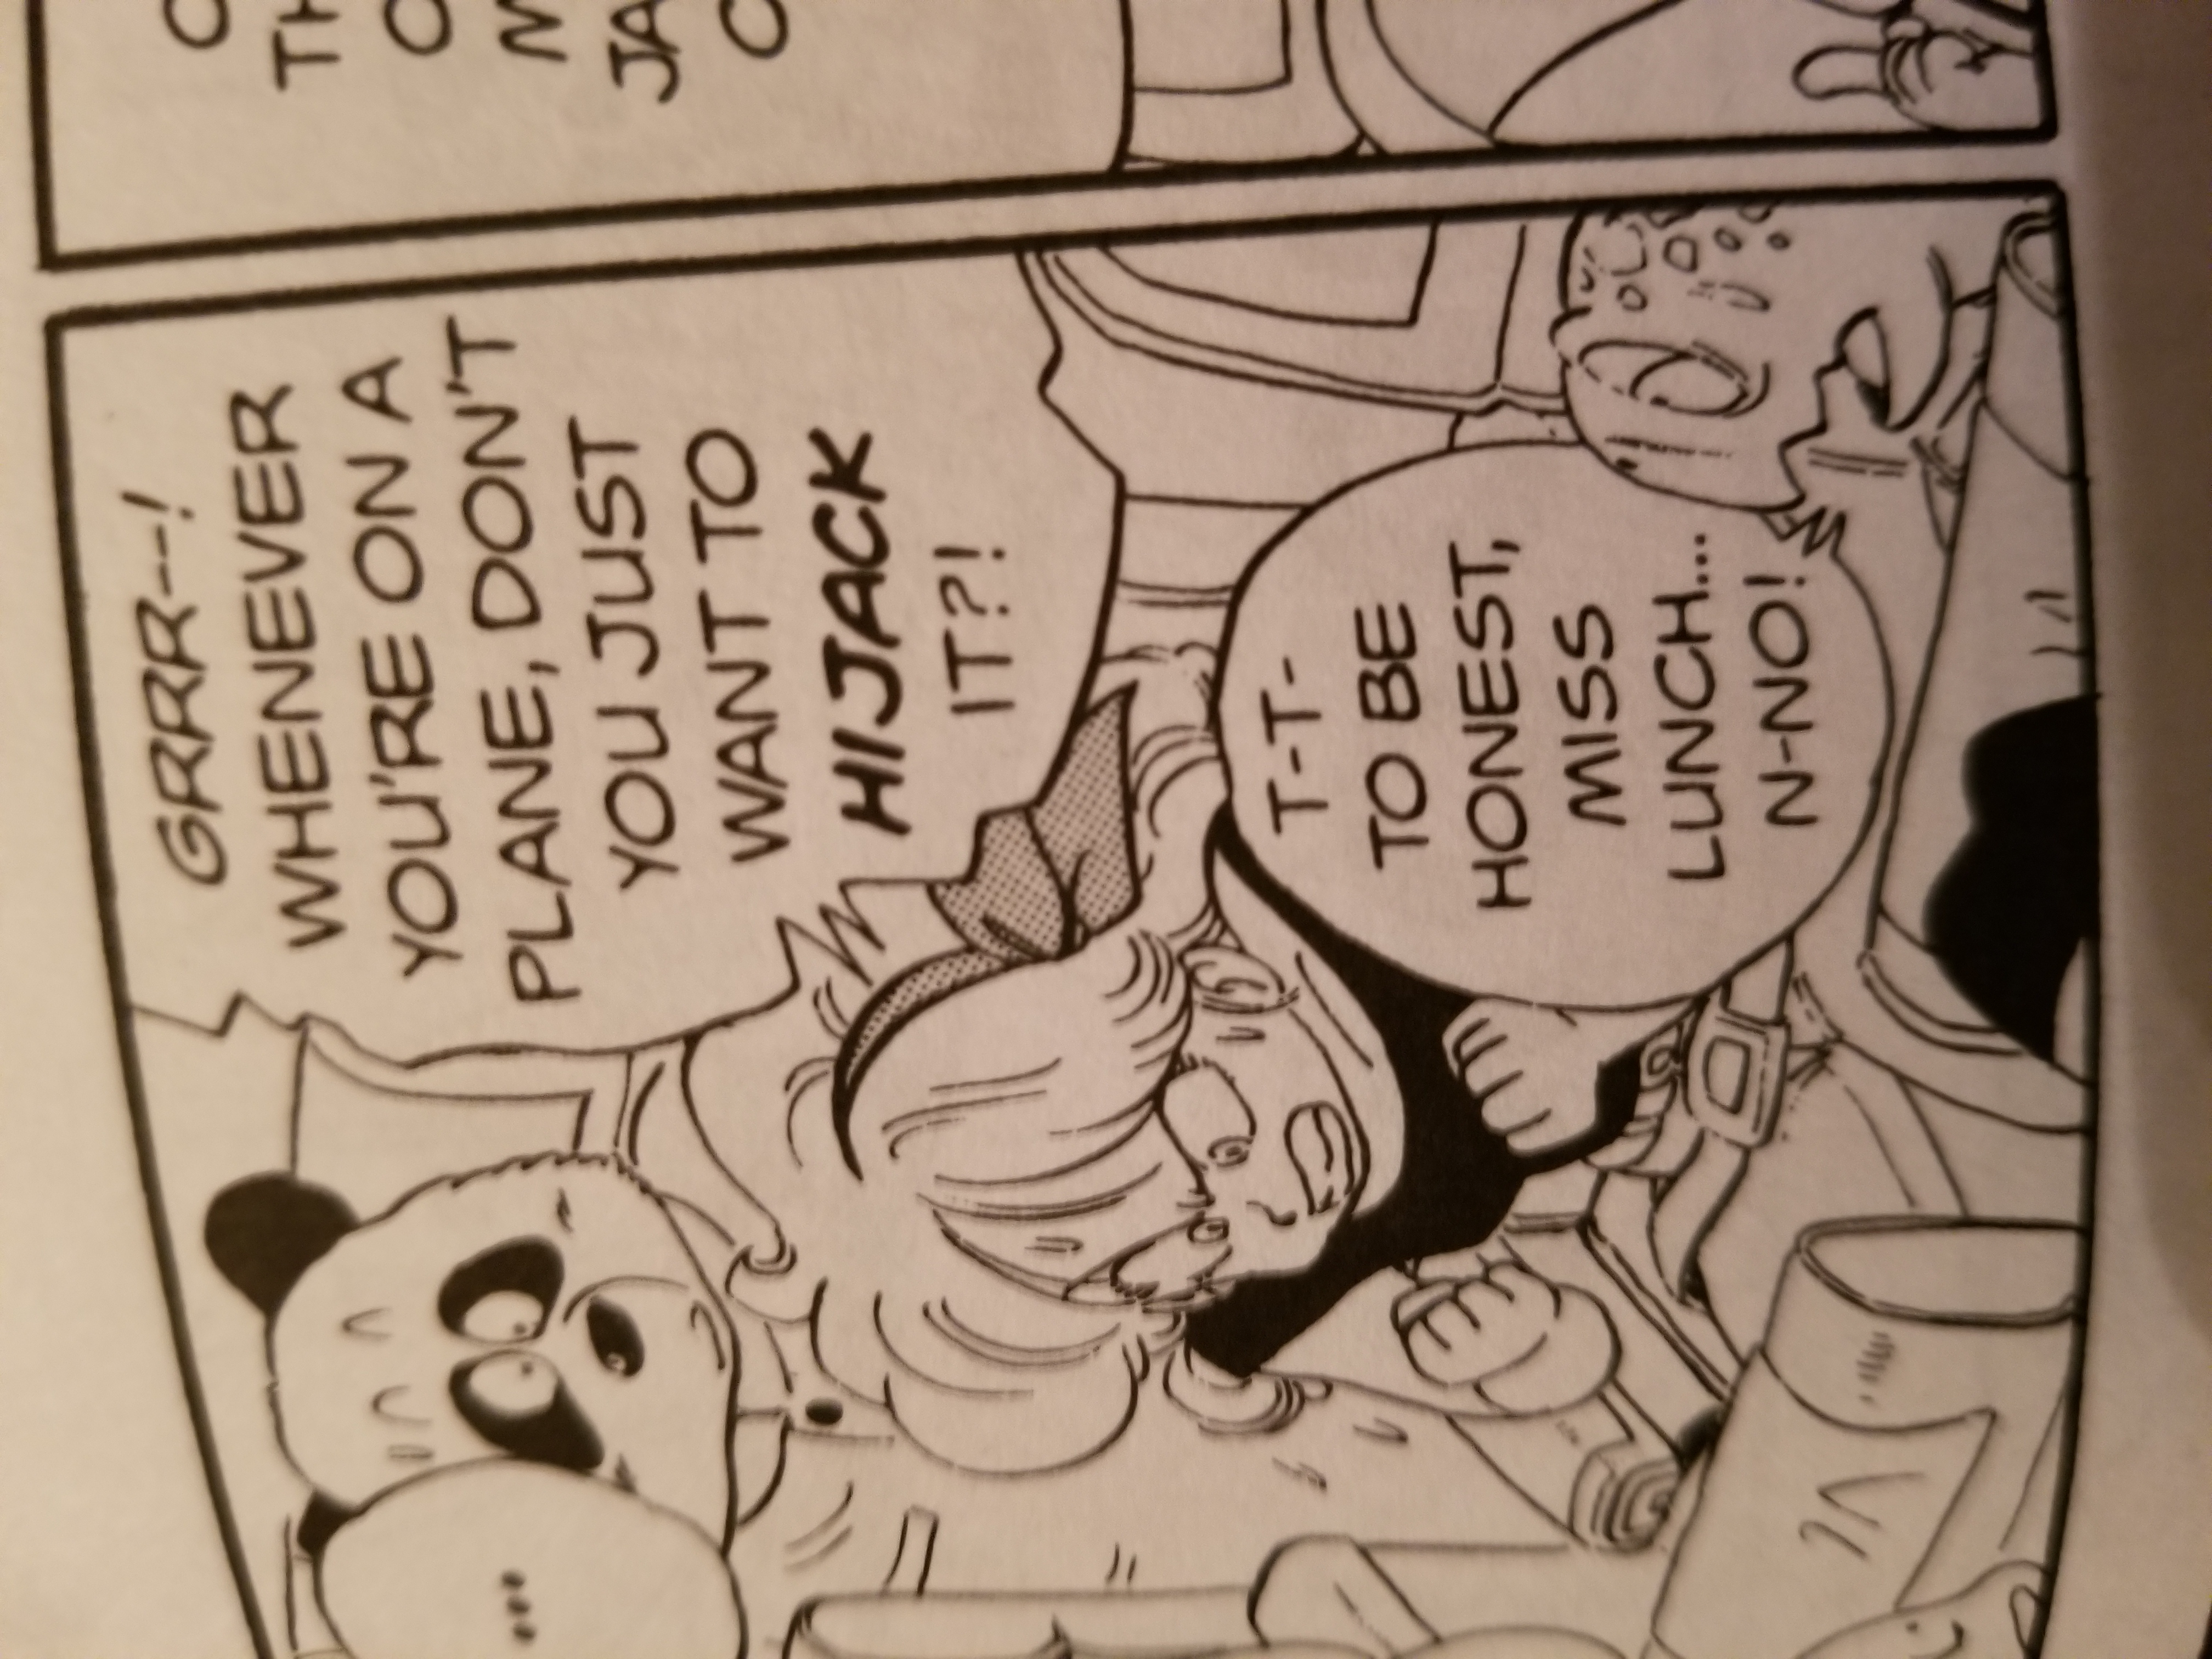 GRRR--!
WHENEVER
YOU'RE ON A
PLANE, DON'T
YOU JUST
WANT TO
HIJACK
IT?!
...
T-T-
TO BE
HONEST,
MISS
LUNCH...
N-NO!